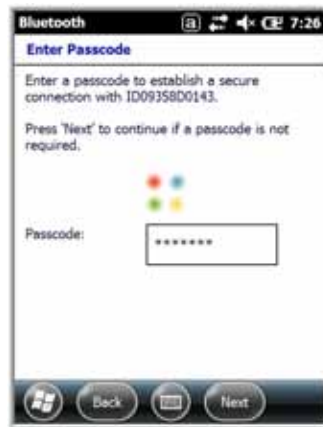 Bluetooth 7:26
Enter Passcode
Enter a passcode to establish a secure
connection with ID09358D0143.
Press 'Next' to continue if a passcode is not
required.
Passcode: *******
Back Next